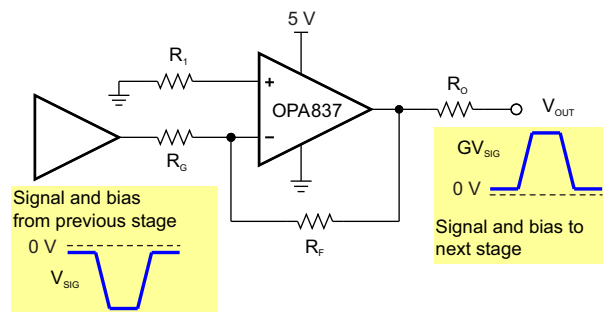 5 V
R1
+
OPA837
−
RG
RO
VOUT
GVSIG
0 V
Signal and bias to
next stage
Signal and bias
from previous stage
0 V
VSIG
RF